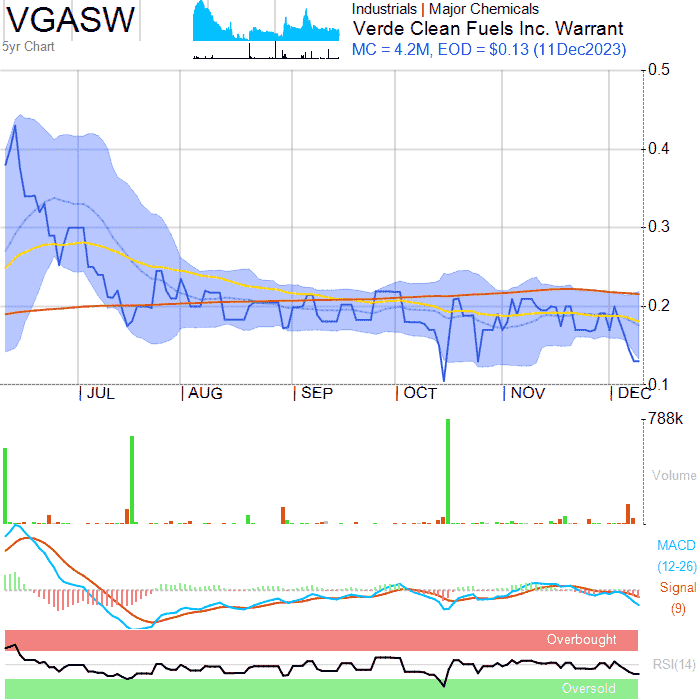 VGASW
5yr Chart
Industrials | Major Chemicals
Verde Clean Fuels Inc. Warrant
MC = 4.2M, EOD = $0.13 (11Dec2023)
0.5
0.4
0.3
0.2
0.1
JUL AUG SEP OCT NOV DEC
788k
Volume
MACD
(12-26)
Signal
(9)
Overbought
RSI(14)
Oversold